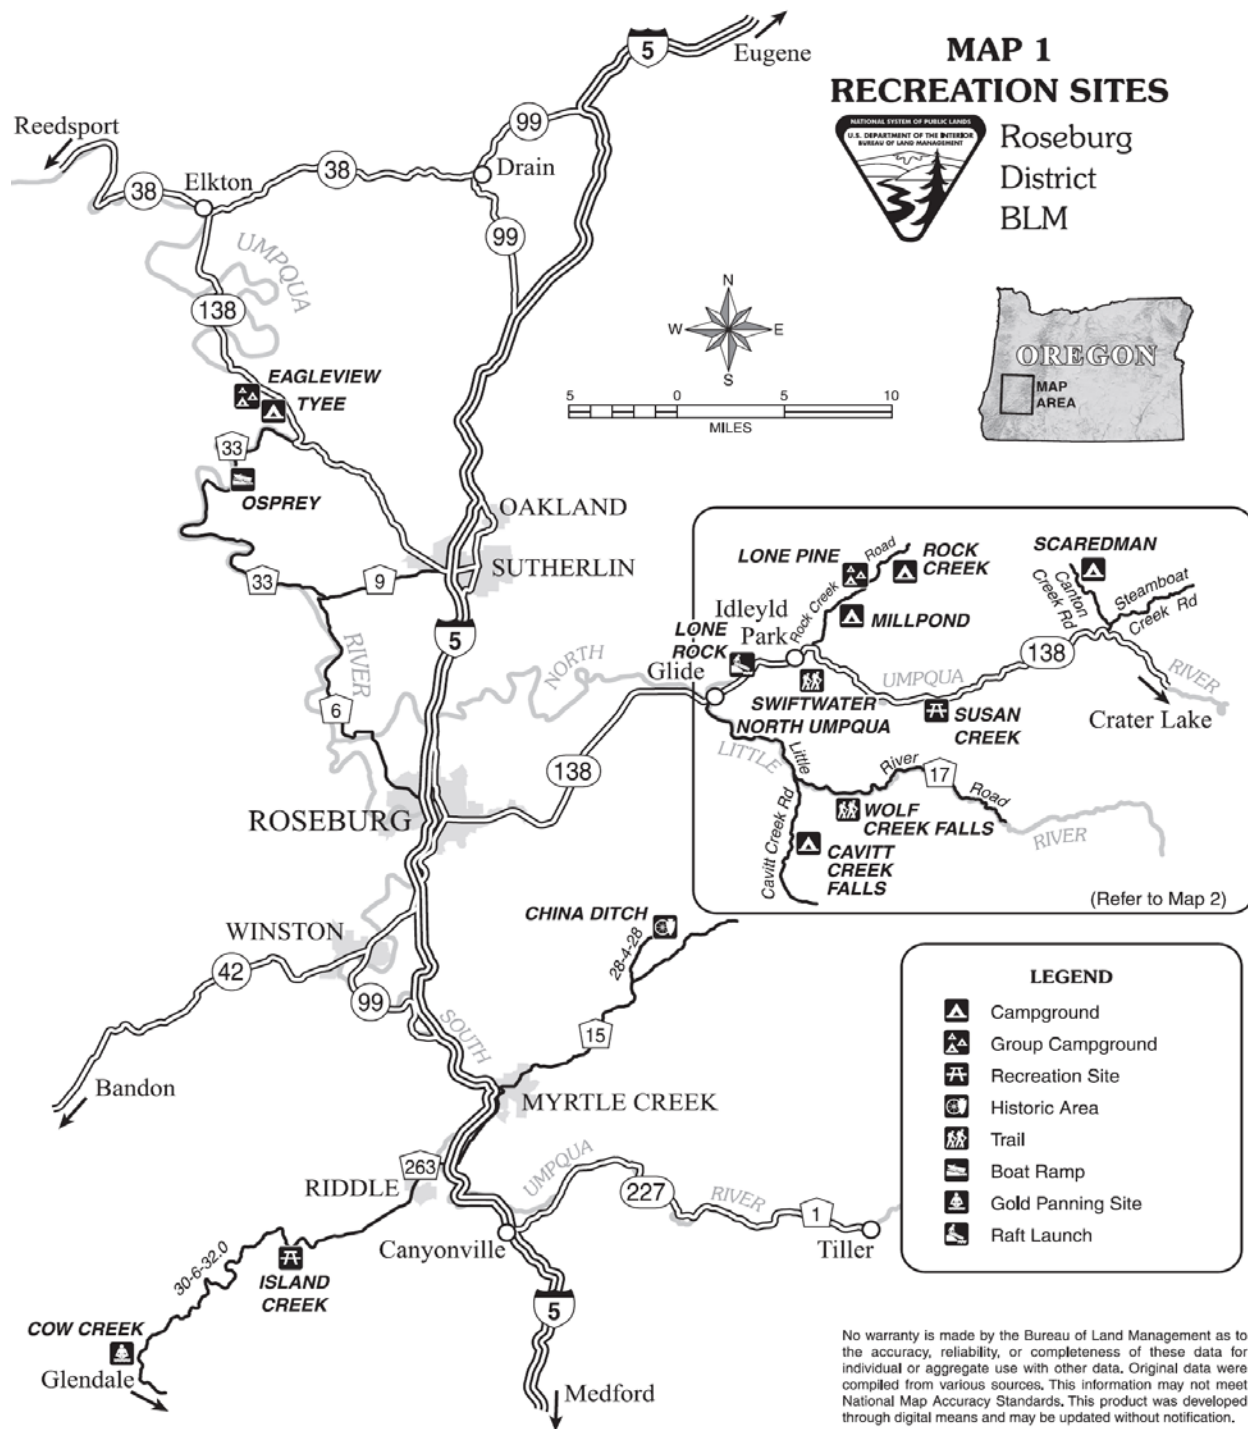 MAP 1
RECREATION SITES
NATIONAL SYSTEM OF PUBLIC LANDS
U.S. DEPARTMENT OF THE INTERIOR
BUREAU OF LAND MANAGEMENT
Roseburg
District
BLM
5
Eugene
Reedsport
99
38
38
Drain
Elkton
99
UMPQUA
138
N
W
E
S
5
0
5
10
MILES
OREGON
MAP
AREA
EAGLEVIEW
TYEE
33
OSPREY
OAKLAND
SUTHERLIN
33
9
5
RIVER
6
NORTH
LONE PINE
Rock Creek
Road
ROCK
CREEK
SCAREDMAN
Canton
Creek Rd
Steamboat
Creek Rd
MILLPOND
Idleyld
Park
LONE
ROCK
Glide
138
UMPQUA
RIVER
Crater Lake
SWIFTWATER
NORTH UMPQUA
SUSAN
CREEK
LITTLE
Little
River
17
Road
RIVER
138
WOLF
CREEK FALLS
Cavitt Creek Rd
CAVITT
CREEK
FALLS
(Refer to Map 2)
ROSEBURG
WINSTON
CHINA DITCH
28-4-28
42
99
SOUTH
15
Bandon
MYRTLE CREEK
LEGEND
Campground
Group Campground
Recreation Site
Historic Area
Trail
Boat Ramp
Gold Panning Site
Raft Launch
263
RIDDLE
UMPQUA
227
RIVER
1
Tiller
Canyonville
30-6-32.0
ISLAND
CREEK
5
COW CREEK
Glendale
Medford
No warranty is made by the Bureau of Land Management as to
the accuracy, reliability, or completeness of these data for
individual or aggregate use with other data. Original data were
compiled from various sources. This information may not meet
National Map Accuracy Standards. This product was developed
through digital means and may be updated without notification.